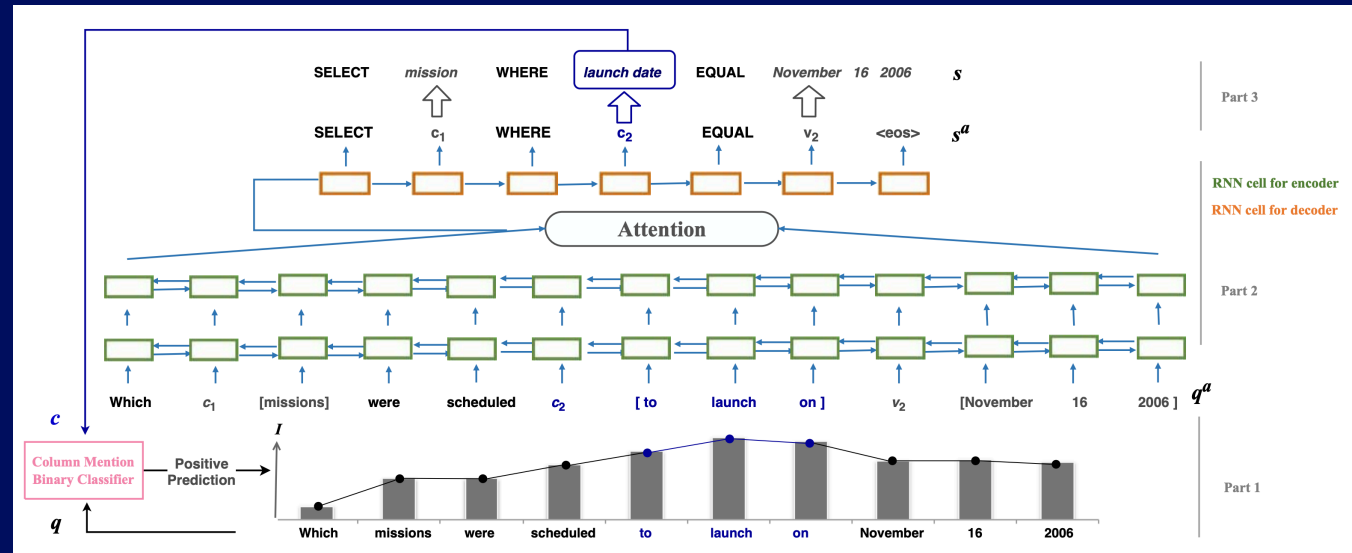 SELECT mission WHERE launch date EQUAL November 16 2006 s
Part 3
SELECT c1 WHERE c2 EQUAL v2 <eos> s^a
RNN cell for encoder
RNN cell for decoder
Attention
Part 2
Which c1 [missions] were scheduled c2 [ to launch on ] v2 [November 16 2006 ] q^a
c
I
Column Mention
Binary Classifier
Positive
Prediction
Part 1
q
Which missions were scheduled to launch on November 16 2006